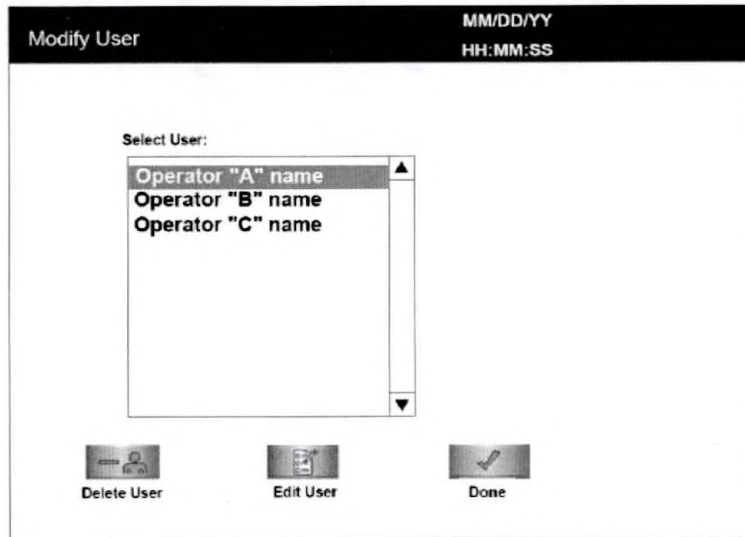 Modify User
MM/DD/YY
HH:MM:SS
Select User:
Operator "A" name
Operator "B" name
Operator "C" name
Delete User
Edit User
Done